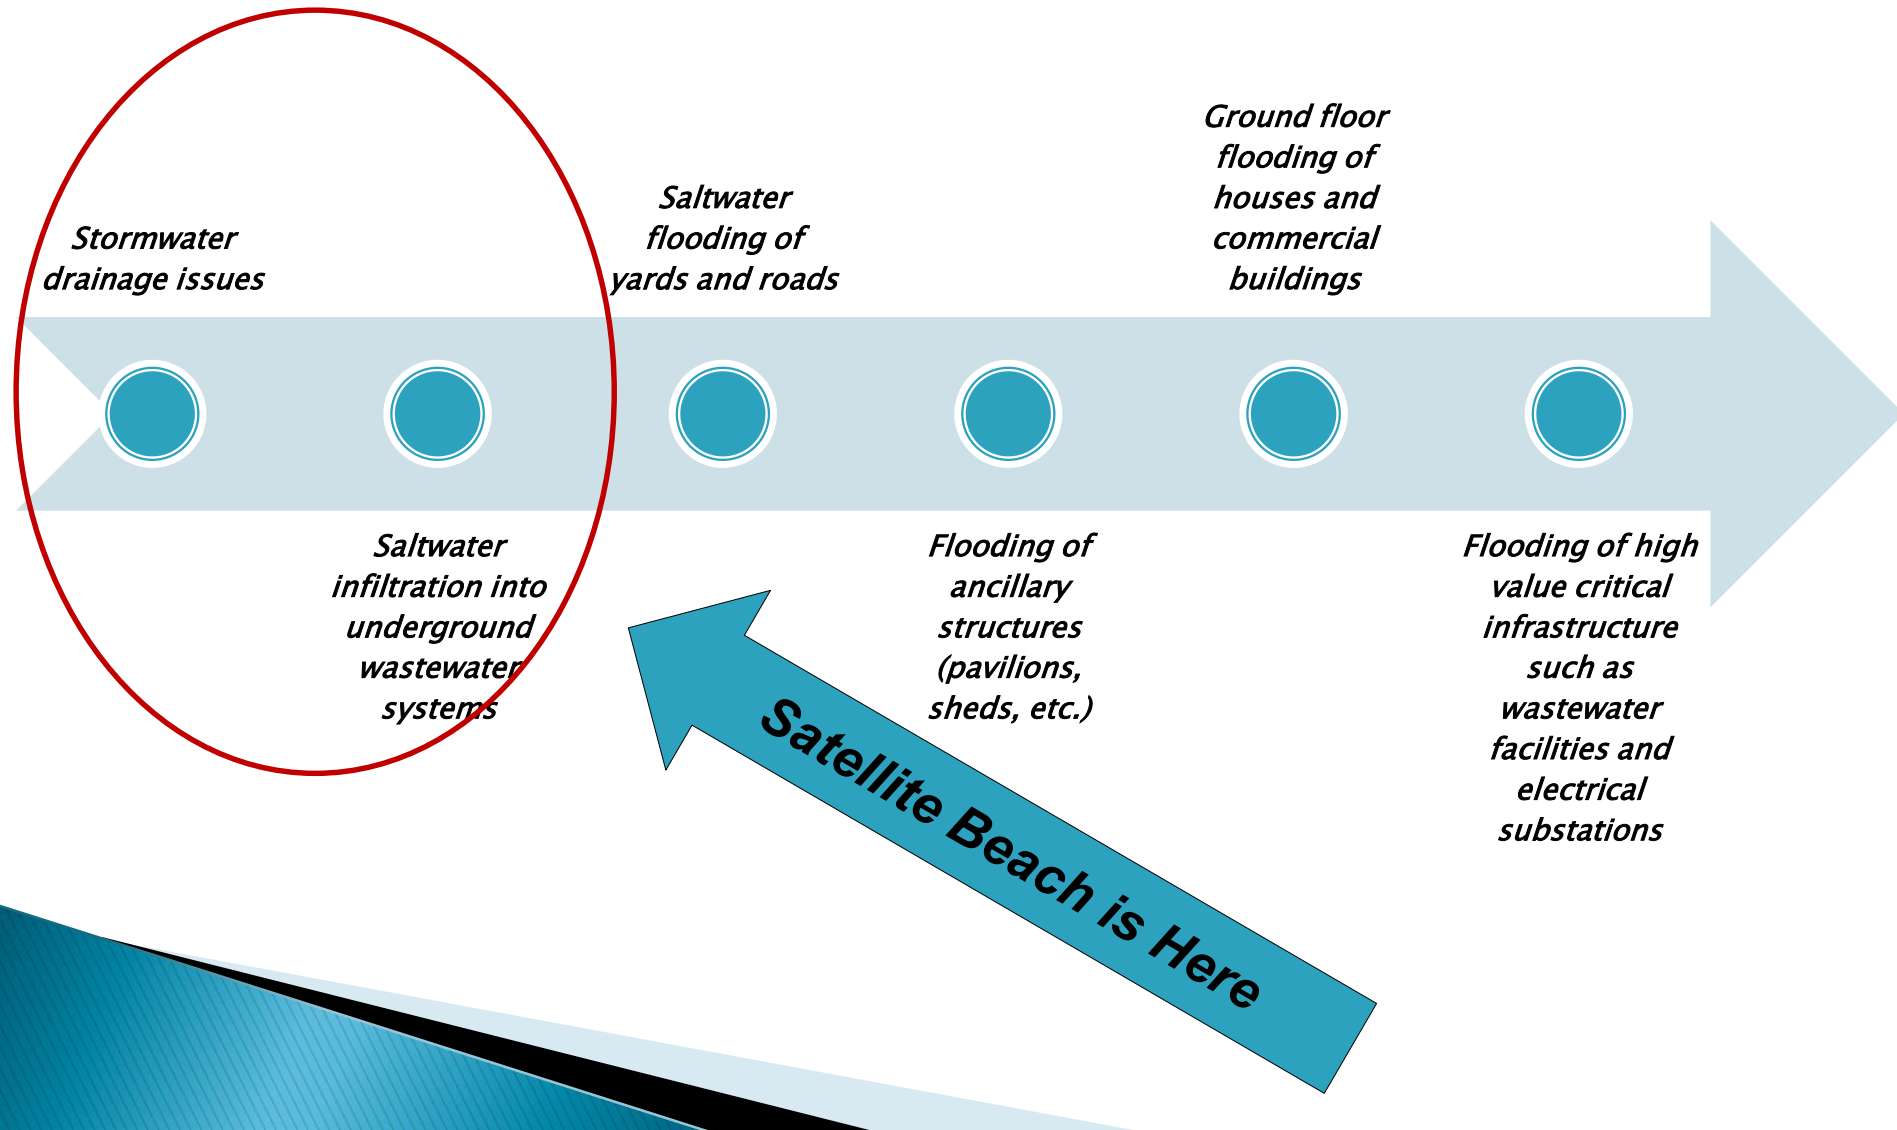 Stormwater
drainage issues
Saltwater
infiltration into
underground
wastewater
systems
Saltwater
flooding of
yards and roads
Flooding of
ancillary
structures
(pavilions,
sheds, etc.)
Ground floor
flooding of
houses and
commercial
buildings
Flooding of high
value critical
infrastructure
such as
wastewater
facilities and
electrical
substations
Satellite Beach is Here